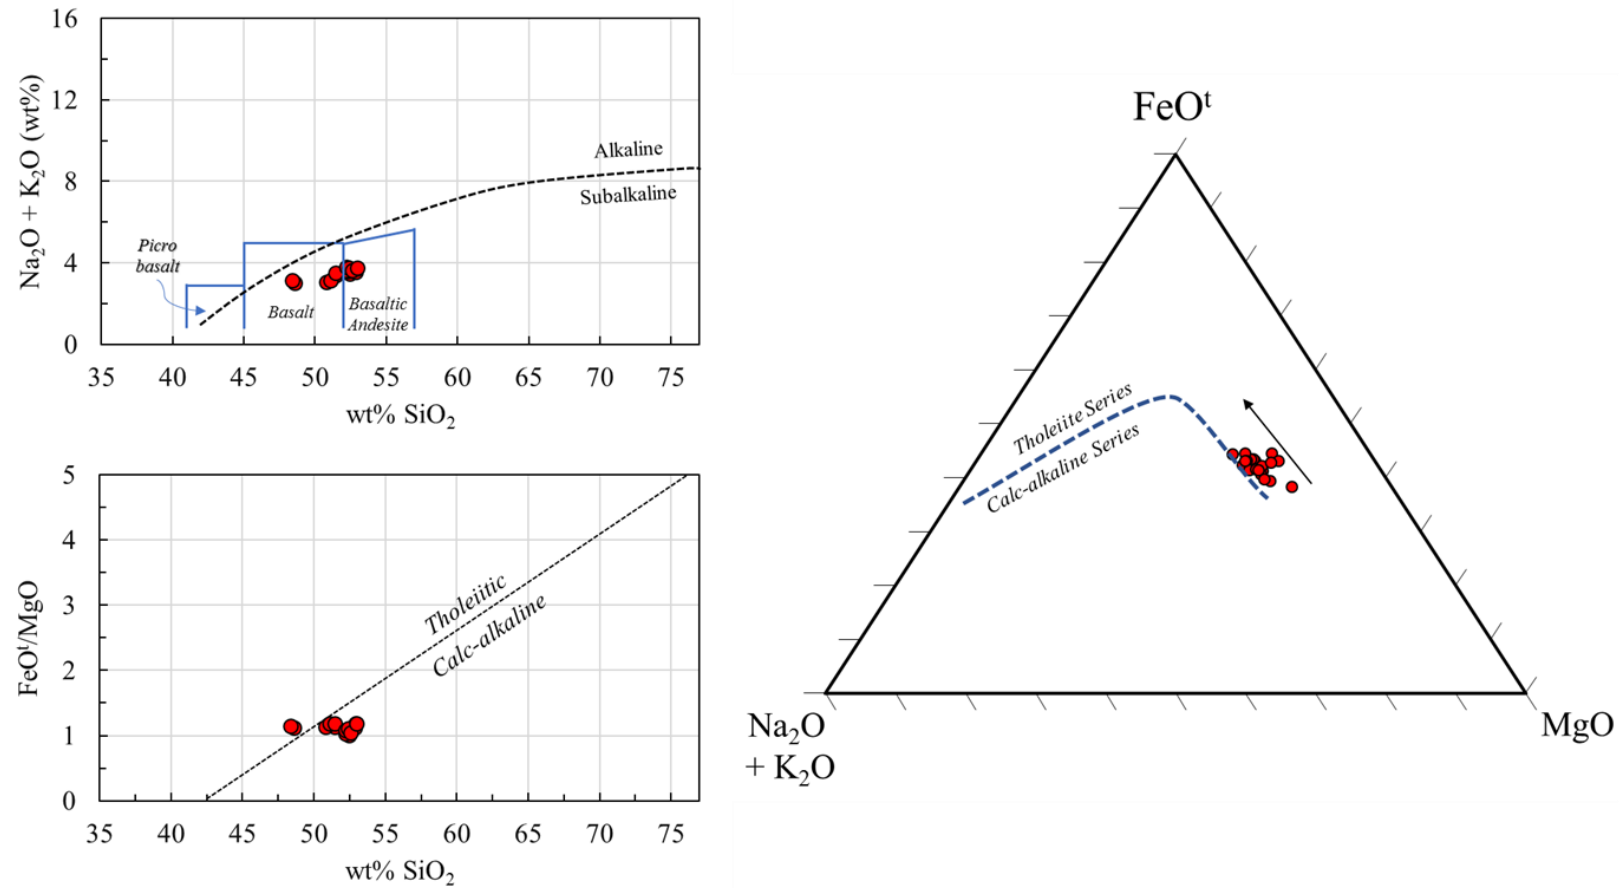 16
12
8
4
0
Na₂O + K₂O (wt%)
Alkaline
Subalkaline
Picro
basalt
Basalt
Basaltic
Andesite
35 40 45 50 55 60 65 70 75
wt% SiO₂
5
4
3
2
1
0
FeOᵗ/MgO
Tholeiitic
Calc-alkaline
35 40 45 50 55 60 65 70 75
wt% SiO₂
FeOᵗ
Tholeiite Series
Calc-alkaline Series
Na₂O
+ K₂O
MgO